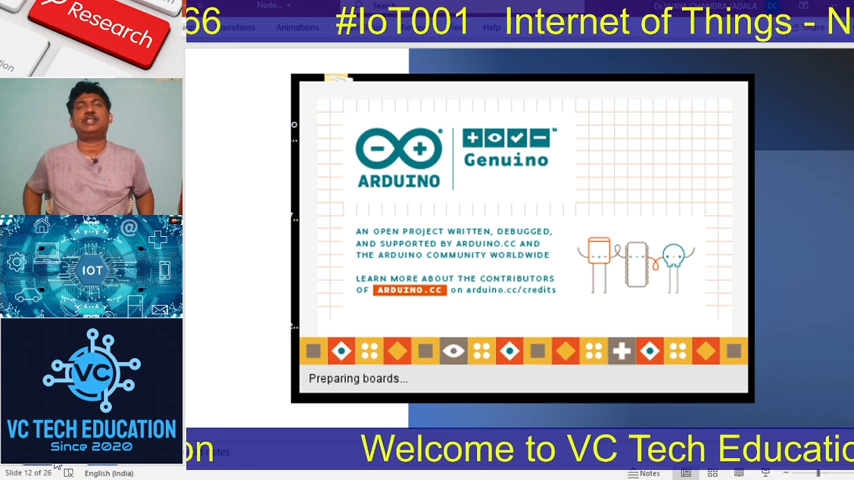 Research
56 #IoT001 Internet of Things - N
Node...
Animations
ARDUINO
Genuino
AN OPEN PROJECT WRITTEN, DEBUGGED,
AND SUPPORTED BY ARDUINO.CC AND
THE ARDUINO COMMUNITY WORLDWIDE
LEARN MORE ABOUT THE CONTRIBUTORS
OF ARDUINO.CC on arduino.cc/credits
Preparing boards...
IOT
VC
VC TECH EDUCATION
Since 2020
on Welcome to VC Tech Educatio
Slide 12 of 26
English (India)
Notes